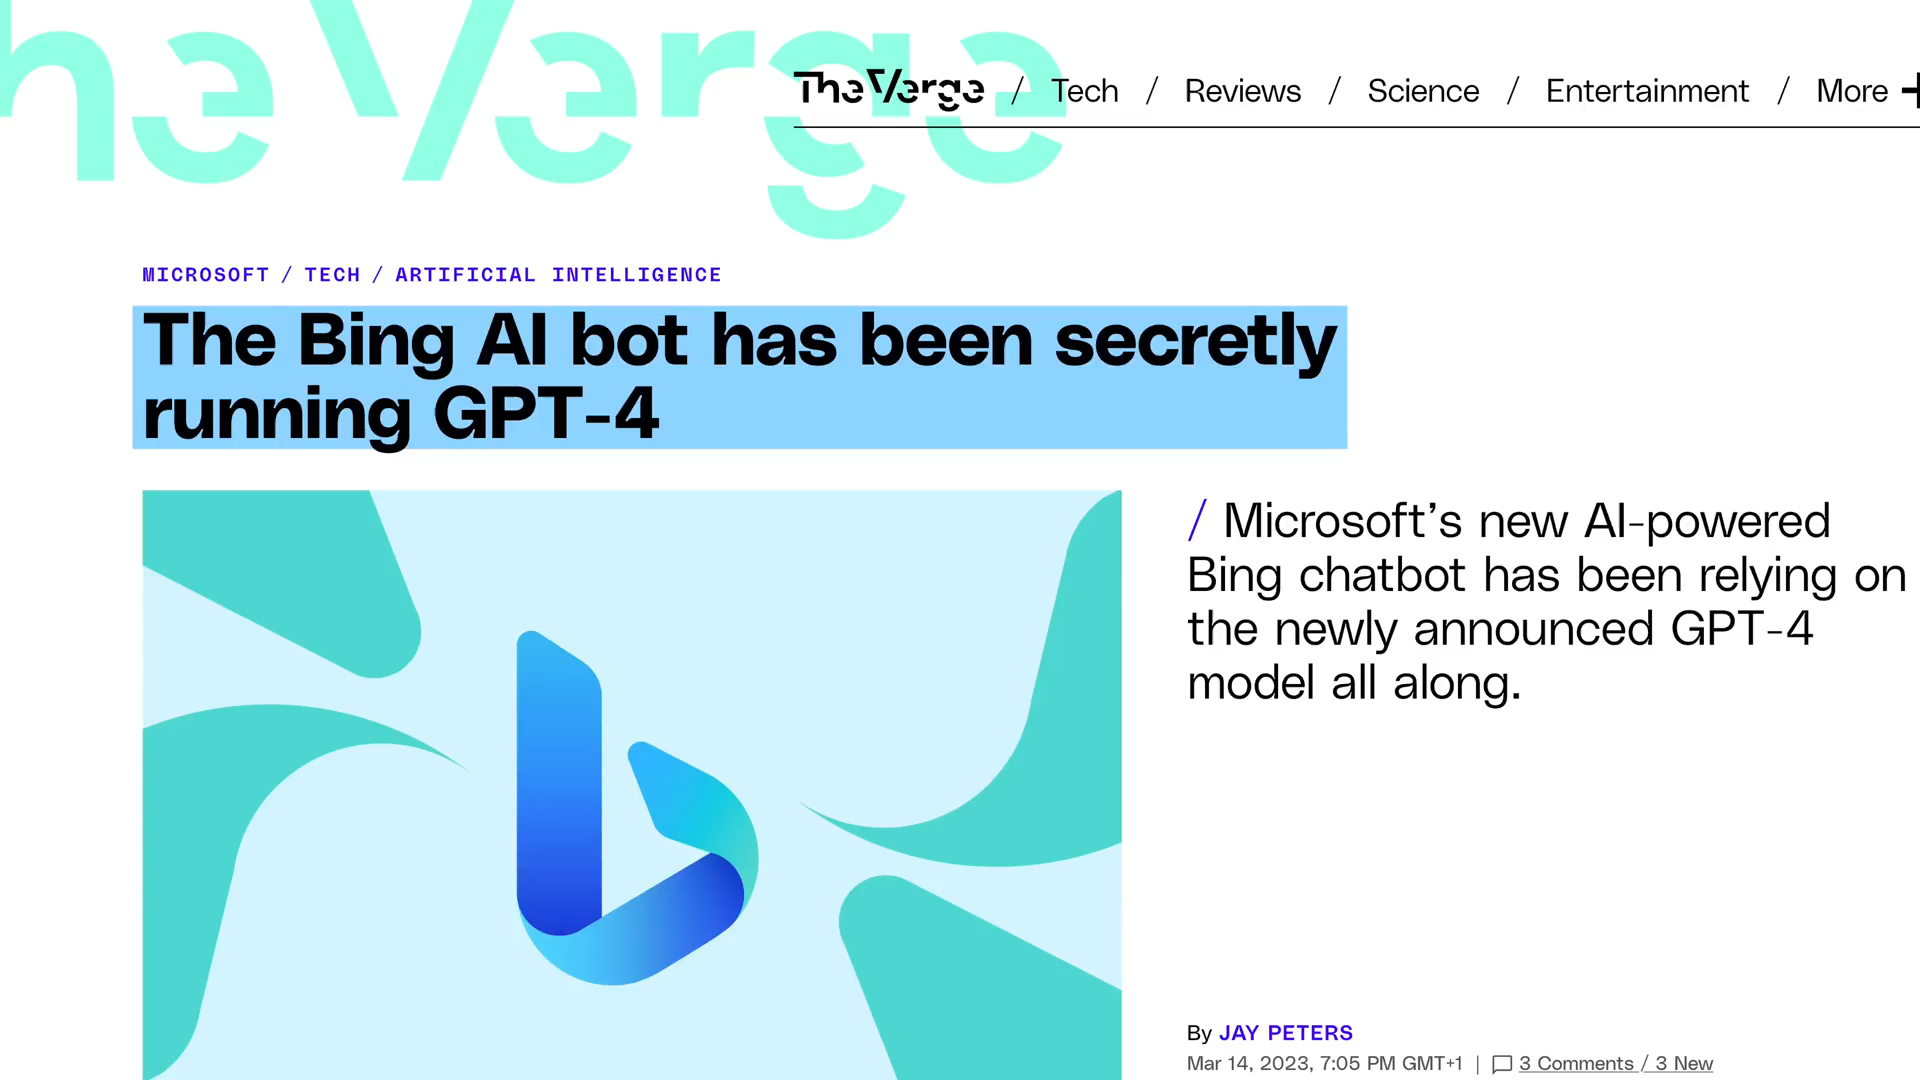 The Verge
The Verge / Tech / Reviews / Science / Entertainment / More +
MICROSOFT / TECH / ARTIFICIAL INTELLIGENCE
The Bing AI bot has been secretly
running GPT-4
/ Microsoft’s new AI-powered
Bing chatbot has been relying on
the newly announced GPT-4
model all along.
By JAY PETERS
Mar 14, 2023, 7:05 PM GMT+1 | 3 Comments / 3 New